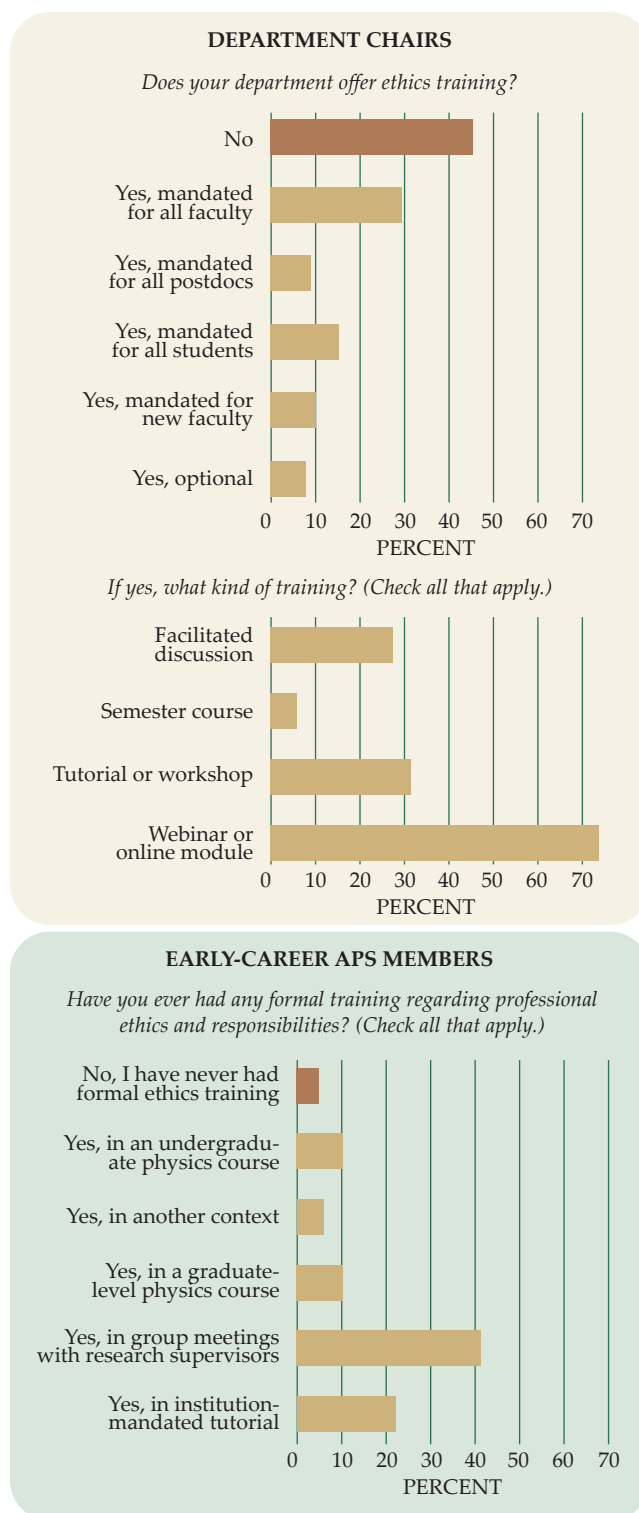 DEPARTMENT CHAIRS
Does your department offer ethics training?
No
Yes, mandated
for all faculty
Yes, mandated
for all postdocs
Yes, mandated
for all students
Yes, mandated for
new faculty
Yes, optional
0 10 20 30 40 50 60 70
PERCENT
If yes, what kind of training? (Check all that apply.)
Facilitated
discussion
Semester course
Tutorial or workshop
Webinar or
online module
0 10 20 30 40 50 60 70
PERCENT
EARLY-CAREER APS MEMBERS
Have you ever had any formal training regarding professional
ethics and responsibilities? (Check all that apply.)
No, I have never had
formal ethics training
Yes, in an undergradu-
ate physics course
Yes, in another context
Yes, in a graduate-
level physics course
Yes, in group meetings
with research supervisors
Yes, in institution-
mandated tutorial
0 10 20 30 40 50 60 70
PERCENT